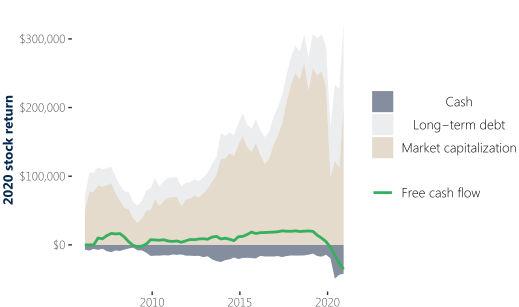 $300,000
$200,000
$100,000
$0
2020 stock return
2010
2015
2020
Cash
Long-term debt
Market capitalization
Free cash flow